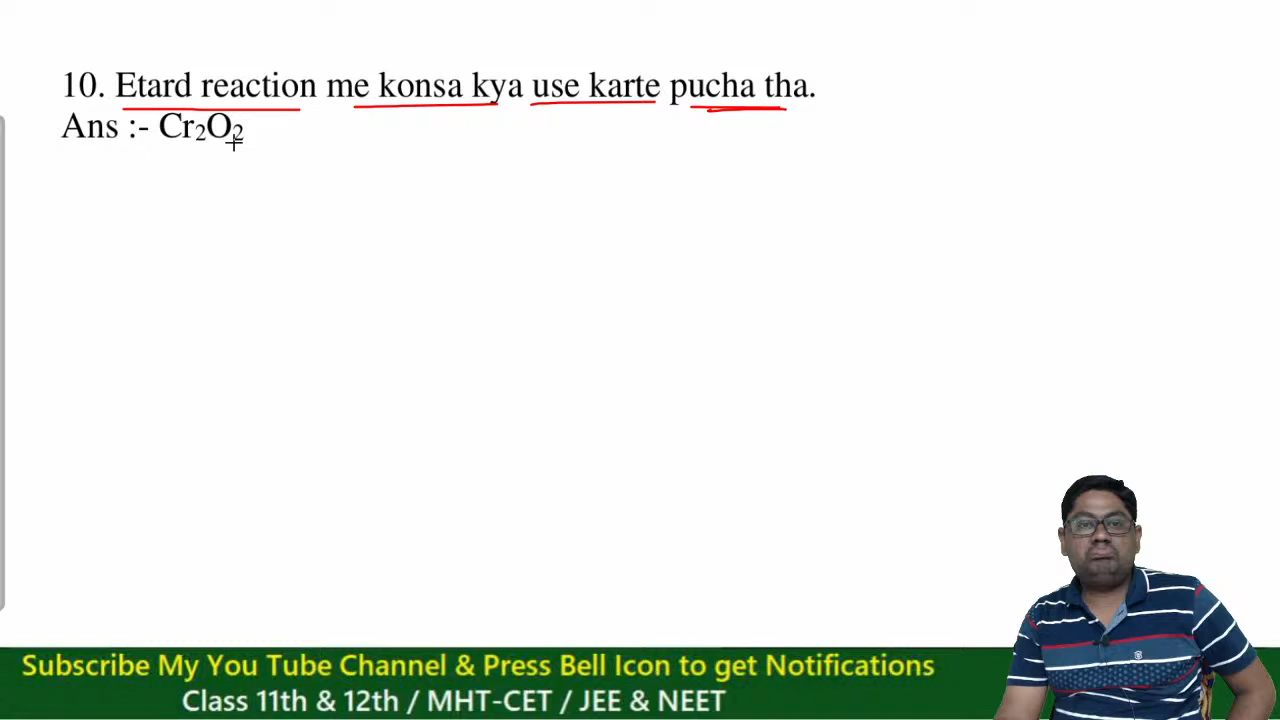 10. Etard reaction me konsa kya use karte pucha tha.
Ans :- Cr₂O₂
Subscribe My You Tube Channel & Press Bell Icon to get Notifications
Class 11th & 12th / MHT-CET / JEE & NEET